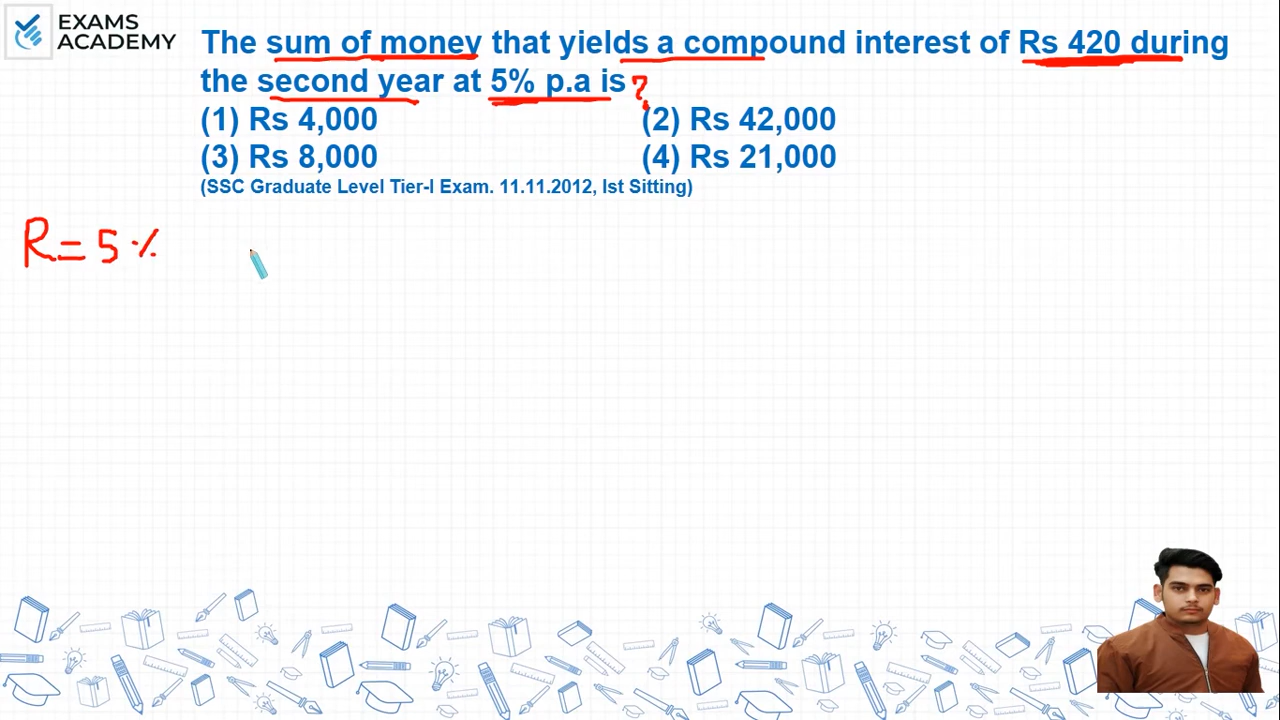 EXAMS
ACADEMY
The sum of money that yields a compound interest of Rs 420 during
the second year at 5% p.a is ?
(1) Rs 4,000 (2) Rs 42,000
(3) Rs 8,000 (4) Rs 21,000
(SSC Graduate Level Tier-I Exam. 11.11.2012, Ist Sitting)
R = 5 %